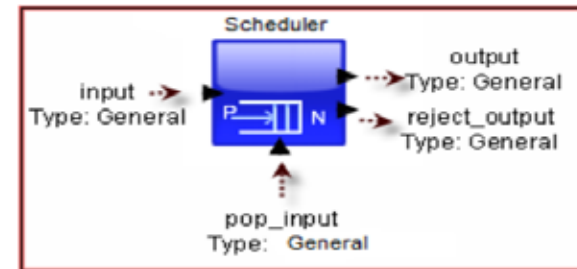 Scheduler
input
Type: General
output
Type: General
reject_output
Type: General
P N
pop_input
Type: General